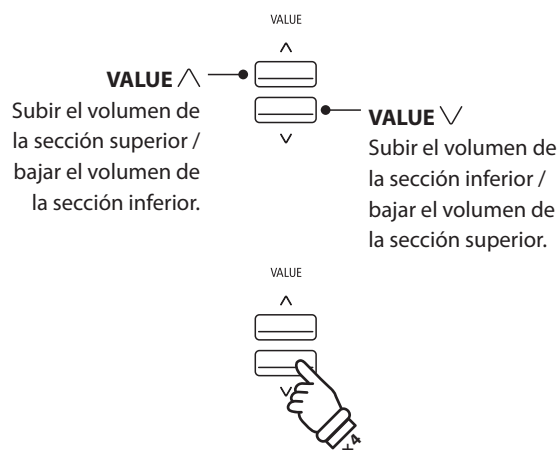 VALUE
VALUE ∧
Subir el volumen de
la sección superior /
bajar el volumen de
la sección inferior.
VALUE ∨
Subir el volumen de
la sección inferior /
bajar el volumen de
la sección superior.
VALUE
x4